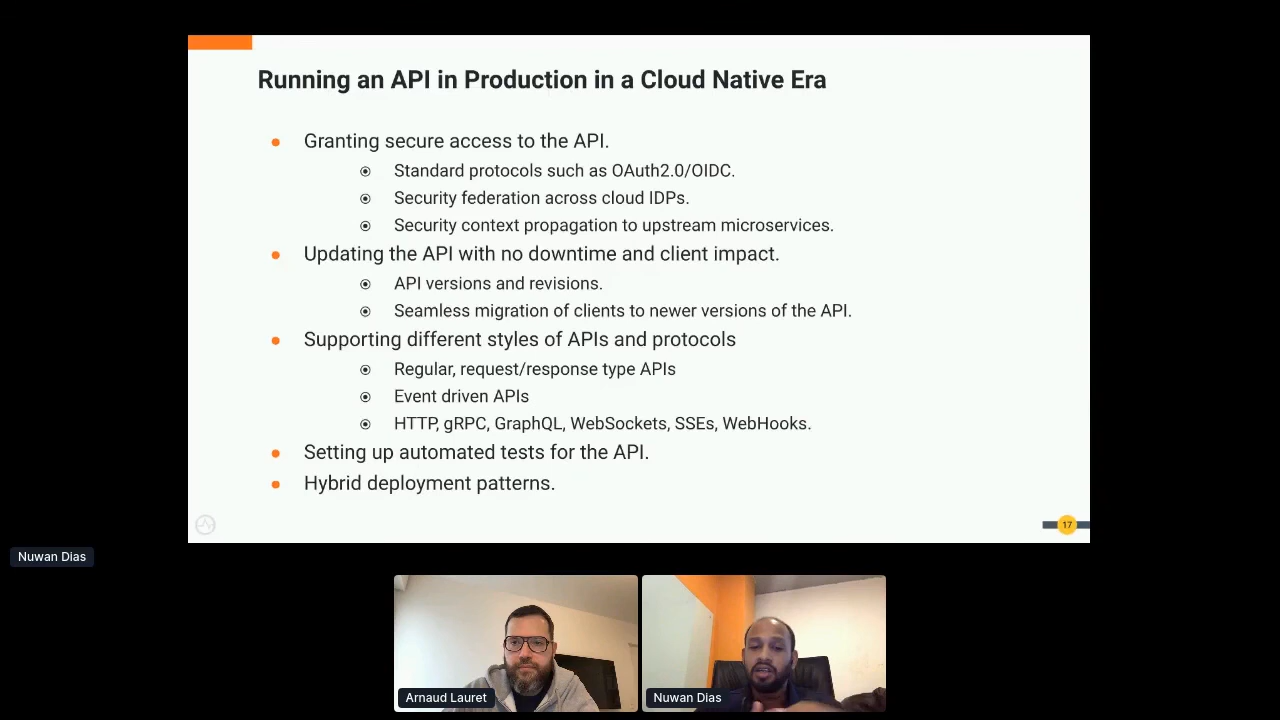 Running an API in Production in a Cloud Native Era
Granting secure access to the API.
Standard protocols such as OAuth2.0/OIDC.
Security federation across cloud IDPs.
Security context propagation to upstream microservices.
Updating the API with no downtime and client impact.
API versions and revisions.
Seamless migration of clients to newer versions of the API.
Supporting different styles of APIs and protocols
Regular, request/response type APIs
Event driven APIs
HTTP, gRPC, GraphQL, WebSockets, SSEs, WebHooks.
Setting up automated tests for the API.
Hybrid deployment patterns.
17
Nuwan Dias
Arnaud Lauret
Nuwan Dias